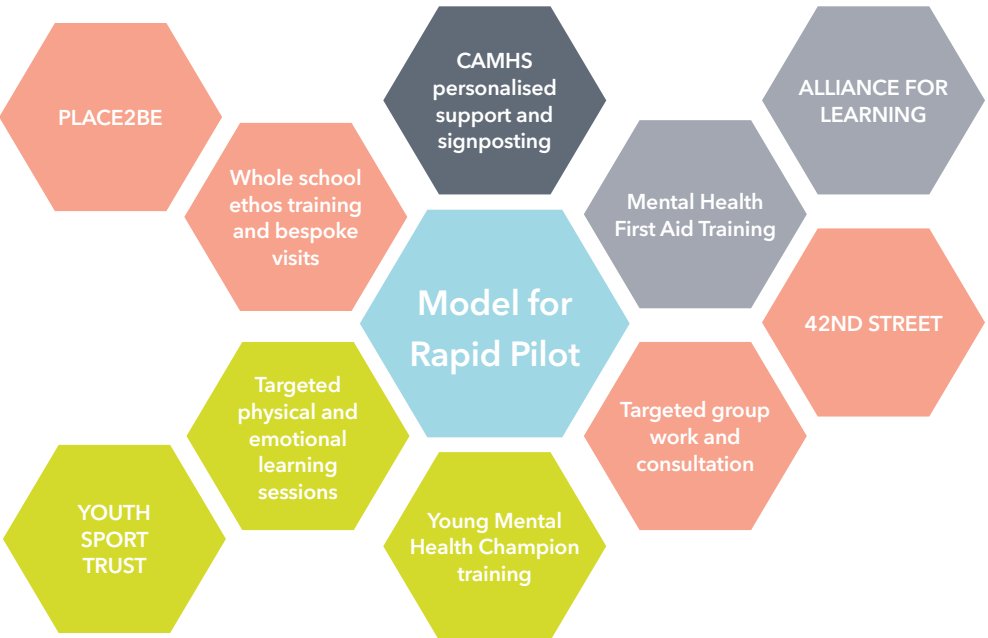 PLACE2BE
CAMHS
personalised
support and
signposting
ALLIANCE FOR
LEARNING
Whole school
ethos training
and bespoke
visits
Mental Health
First Aid Training
Model for
Rapid Pilot
42ND STREET
Targeted
physical and
emotional
learning
sessions
Targeted group
work and
consultation
YOUTH
SPORT
TRUST
Young Mental
Health Champion
training